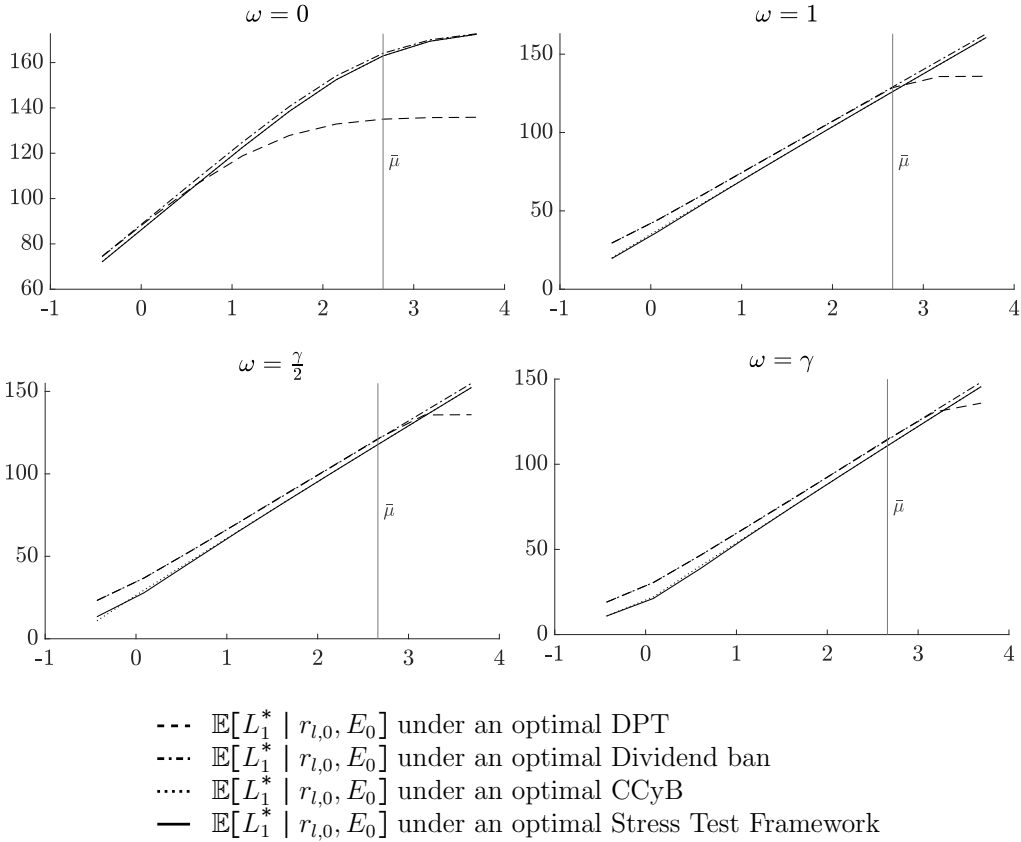 ω = 0
160
140
120
100
80
60
-1 0 1 2 3 4
μ̄
ω = 1
150
100
50
0
-1 0 1 2 3 4
μ̄
ω = γ/2
150
100
50
0
-1 0 1 2 3 4
μ̄
ω = γ
150
100
50
0
-1 0 1 2 3 4
μ̄
𝔼[L₁* | r_{l,0}, E₀] under an optimal DPT
𝔼[L₁* | r_{l,0}, E₀] under an optimal Dividend ban
𝔼[L₁* | r_{l,0}, E₀] under an optimal CCyB
𝔼[L₁* | r_{l,0}, E₀] under an optimal Stress Test Framework